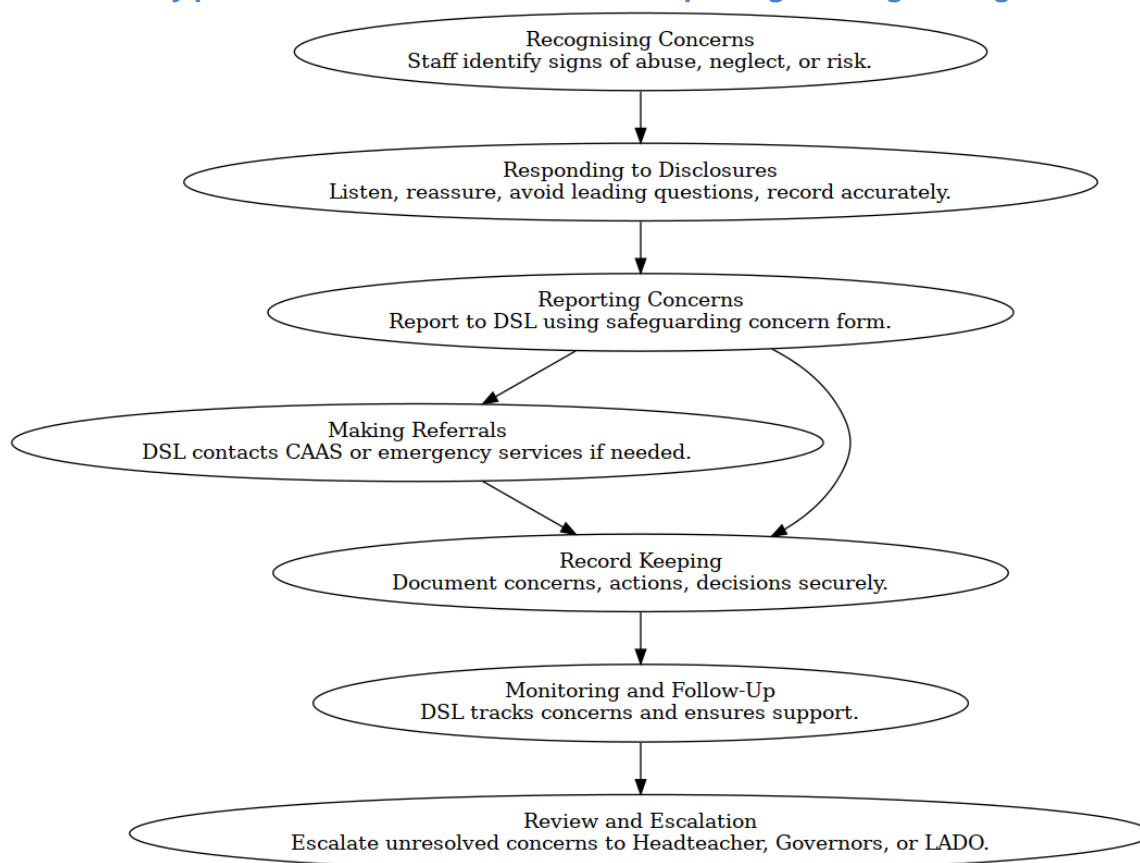 Recognising Concerns
Staff identify signs of abuse, neglect, or risk.
Responding to Disclosures
Listen, reassure, avoid leading questions, record accurately.
Reporting Concerns
Report to DSL using safeguarding concern form.
Making Referrals
DSL contacts CAAS or emergency services if needed.
Record Keeping
Document concerns, actions, decisions securely.
Monitoring and Follow-Up
DSL tracks concerns and ensures support.
Review and Escalation
Escalate unresolved concerns to Headteacher, Governors, or LADO.